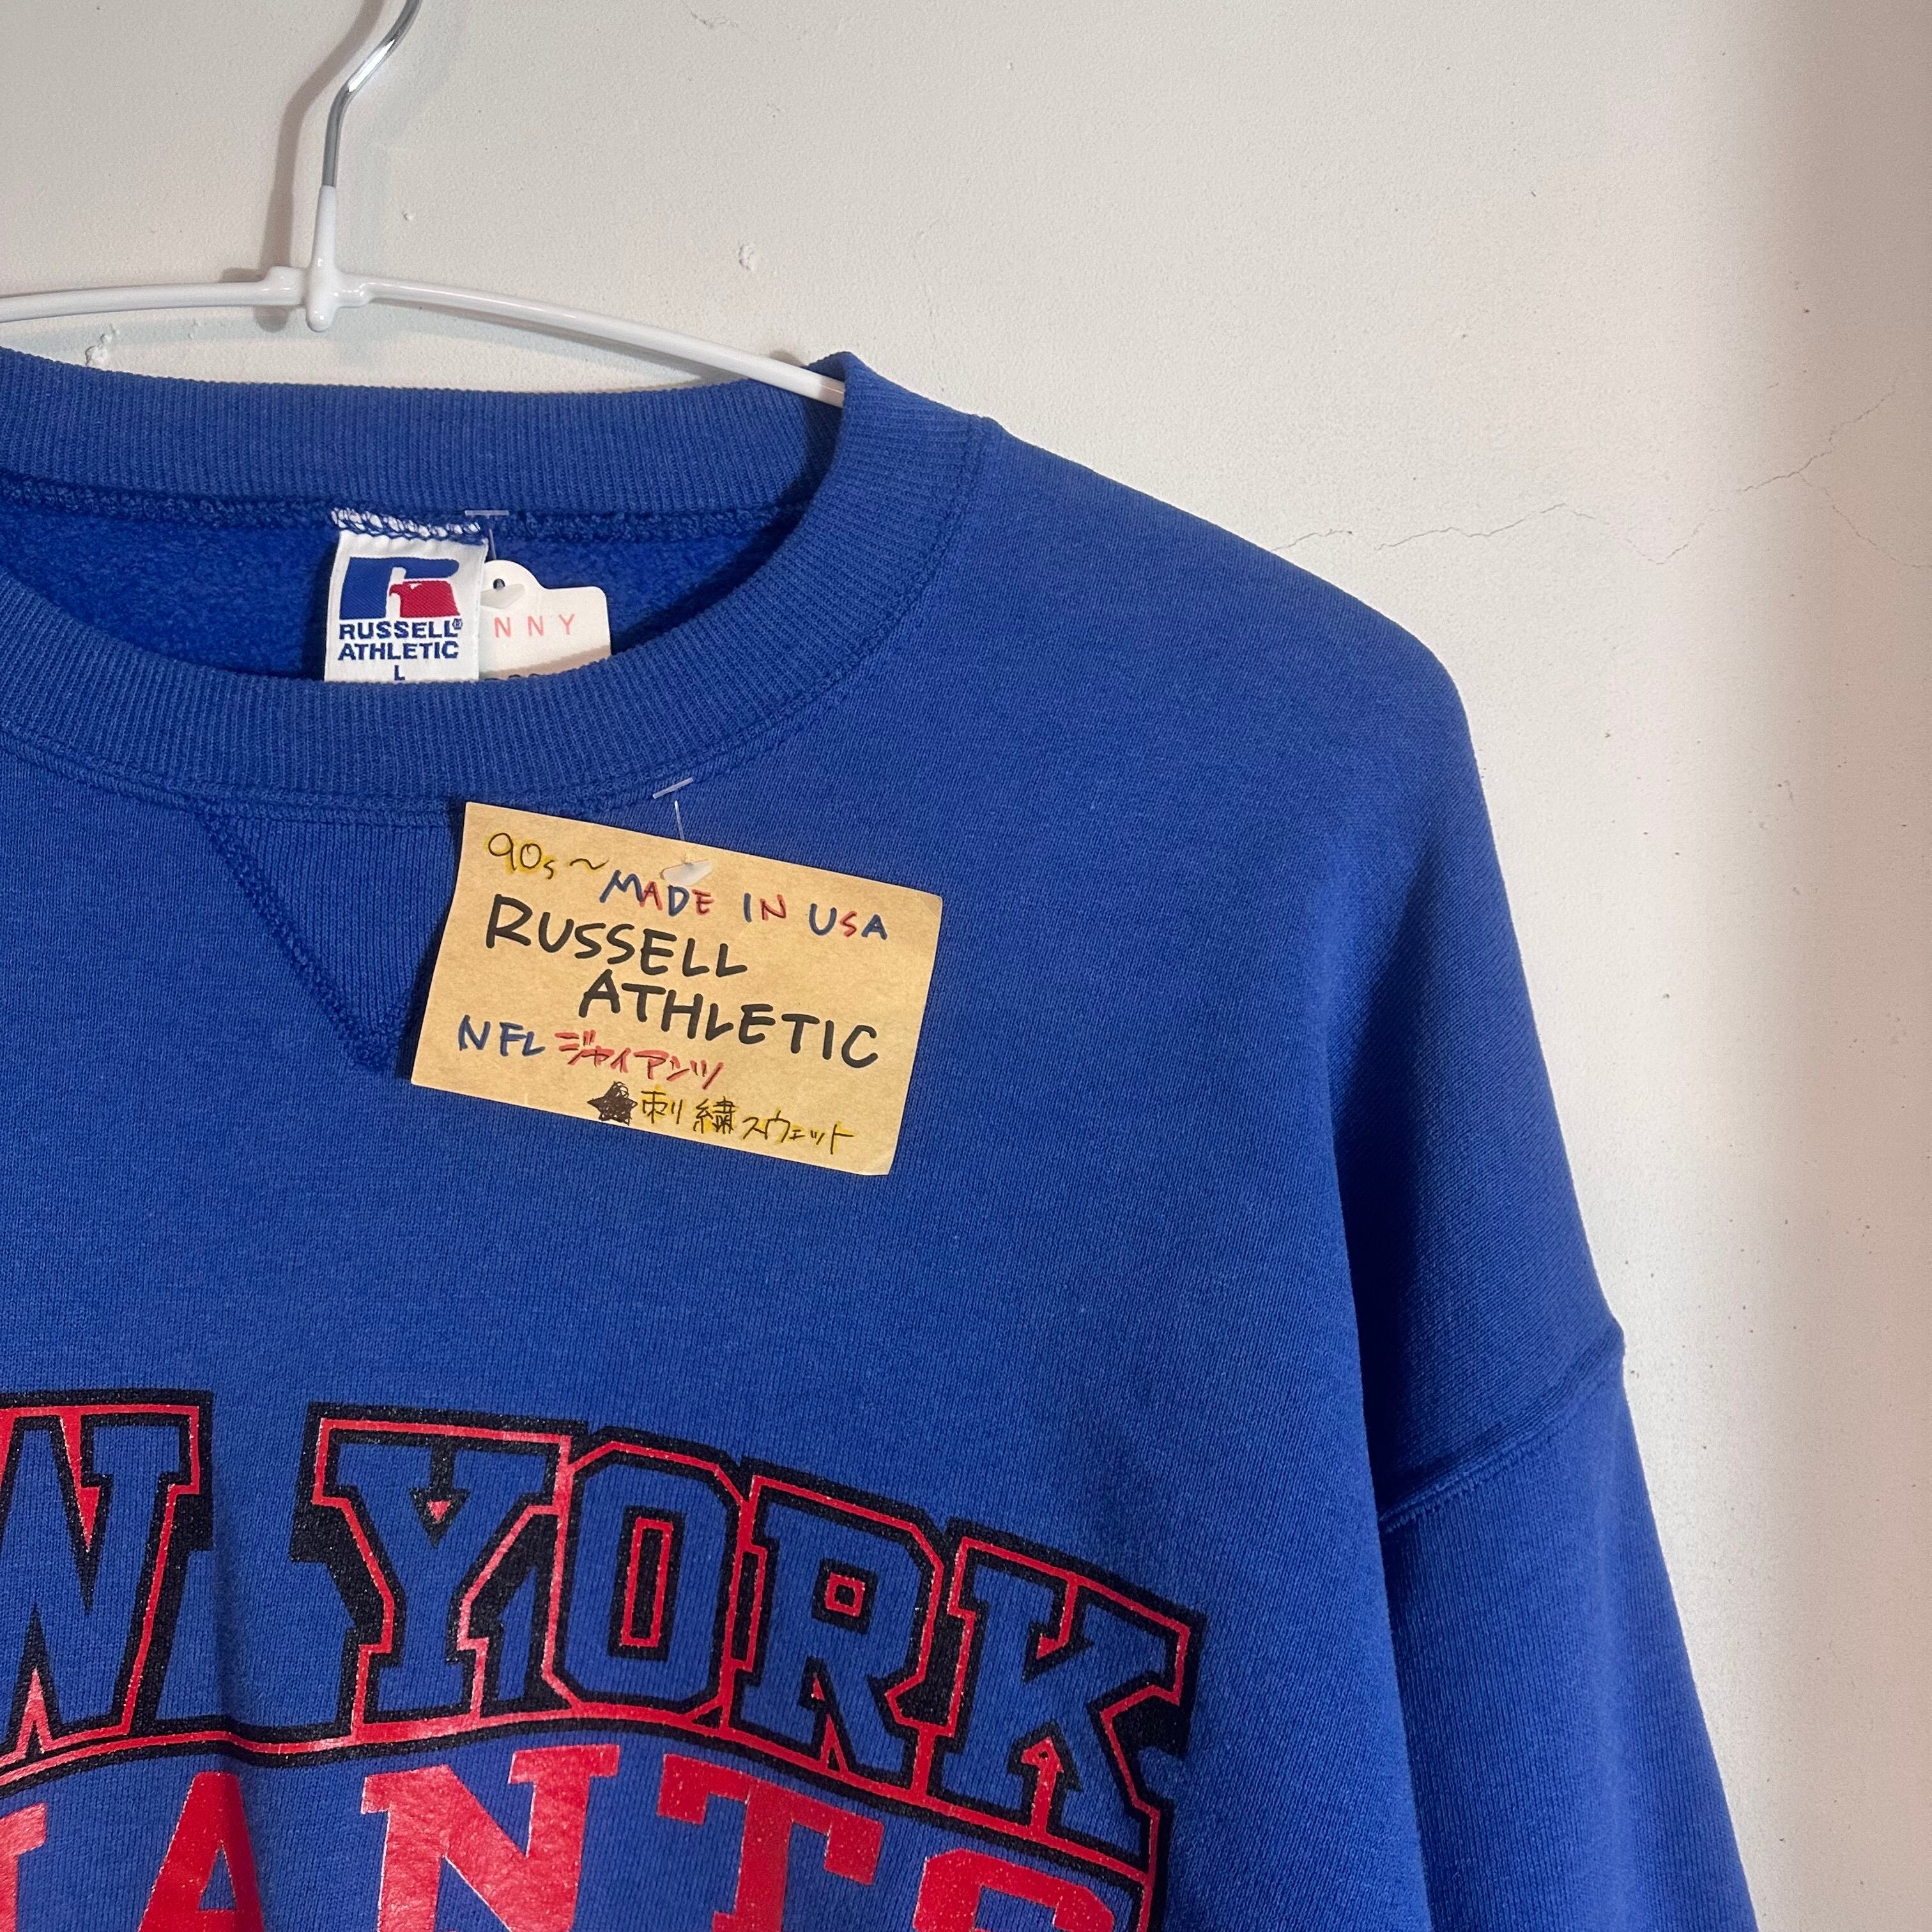 RUSSELL®
ATHLETIC
L
NNY
90s～MADE IN USA
RUSSELL
ATHLETIC
NFL ジャイアンツ
★刺繍スウェット
W YORK
IANTS